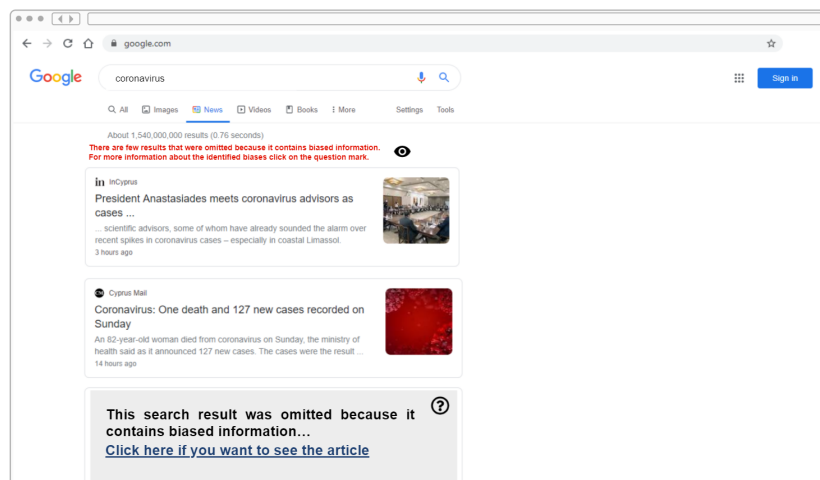 google.com
Google
coronavirus
Sign in
All Images News Videos Books More Settings Tools
About 1,540,000,000 results (0.76 seconds)
There are few results that were omitted because it contains biased information.
For more information about the identified biases click on the question mark.
in InCyprus
President Anastasiades meets coronavirus advisors as
cases ...
... scientific advisors, some of whom have already sounded the alarm over
recent spikes in coronavirus cases – especially in coastal Limassol.
3 hours ago
Cyprus Mail
Coronavirus: One death and 127 new cases recorded on
Sunday
An 82-year-old woman died from coronavirus on Sunday, the ministry of
health said as it announced 127 new cases. The cases were the result ...
14 hours ago
This search result was omitted because it
contains biased information...
Click here if you want to see the article